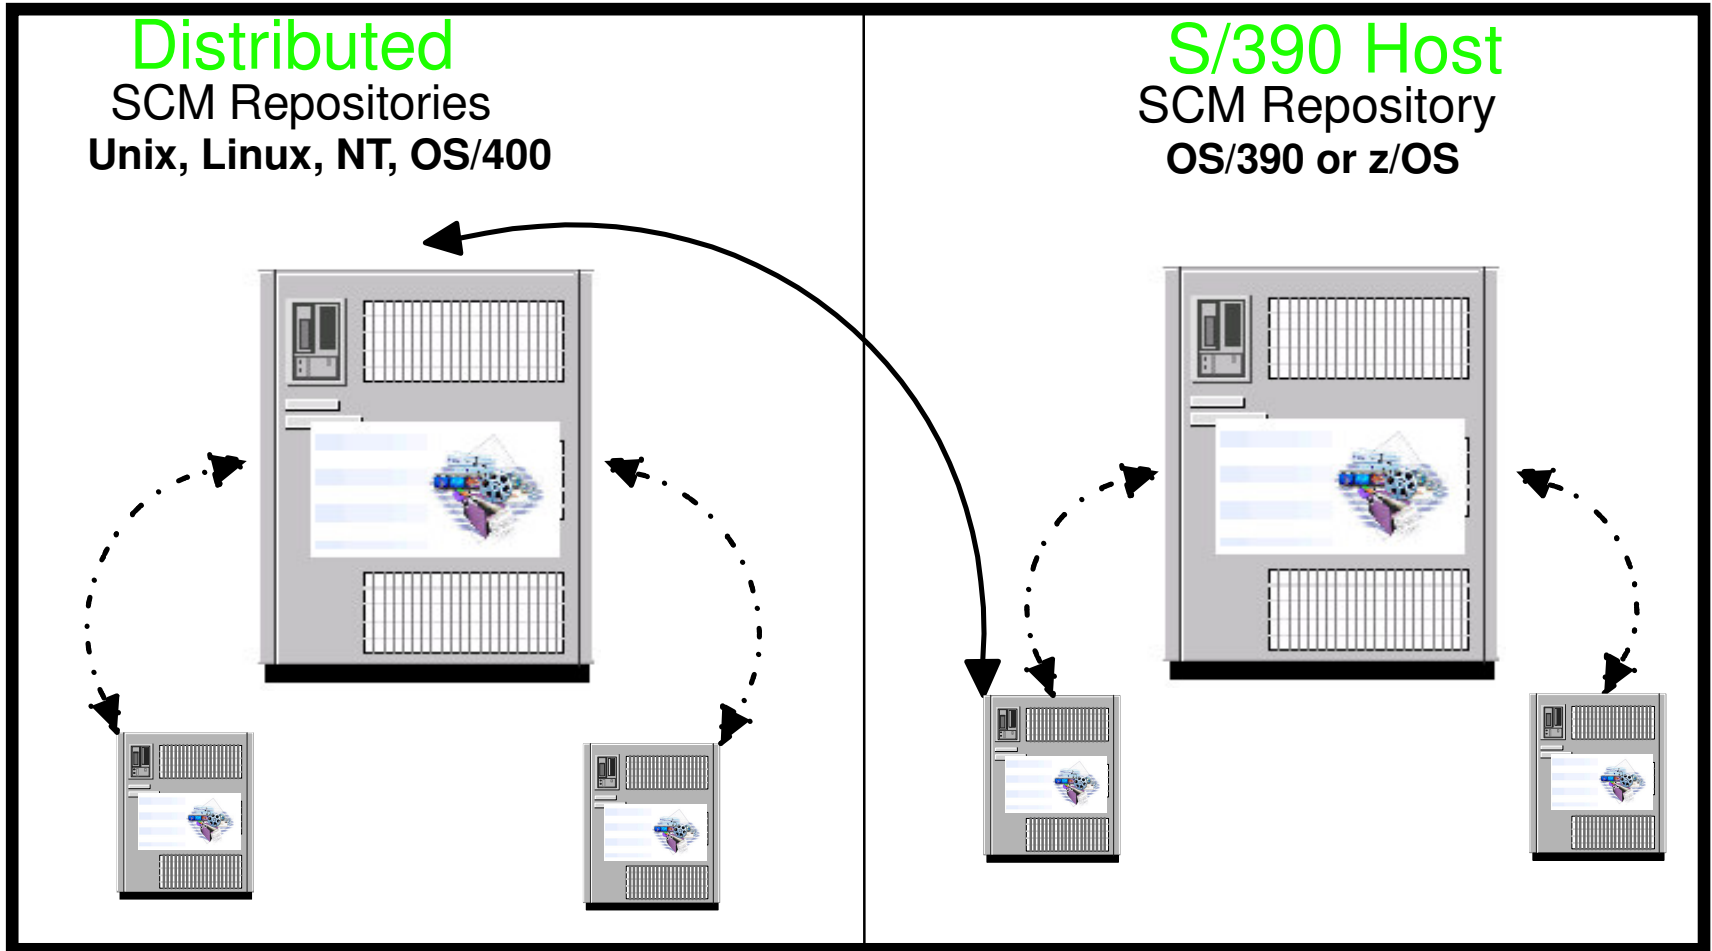 Distributed
SCM Repositories
Unix, Linux, NT, OS/400
S/390 Host
SCM Repository
OS/390 or z/OS